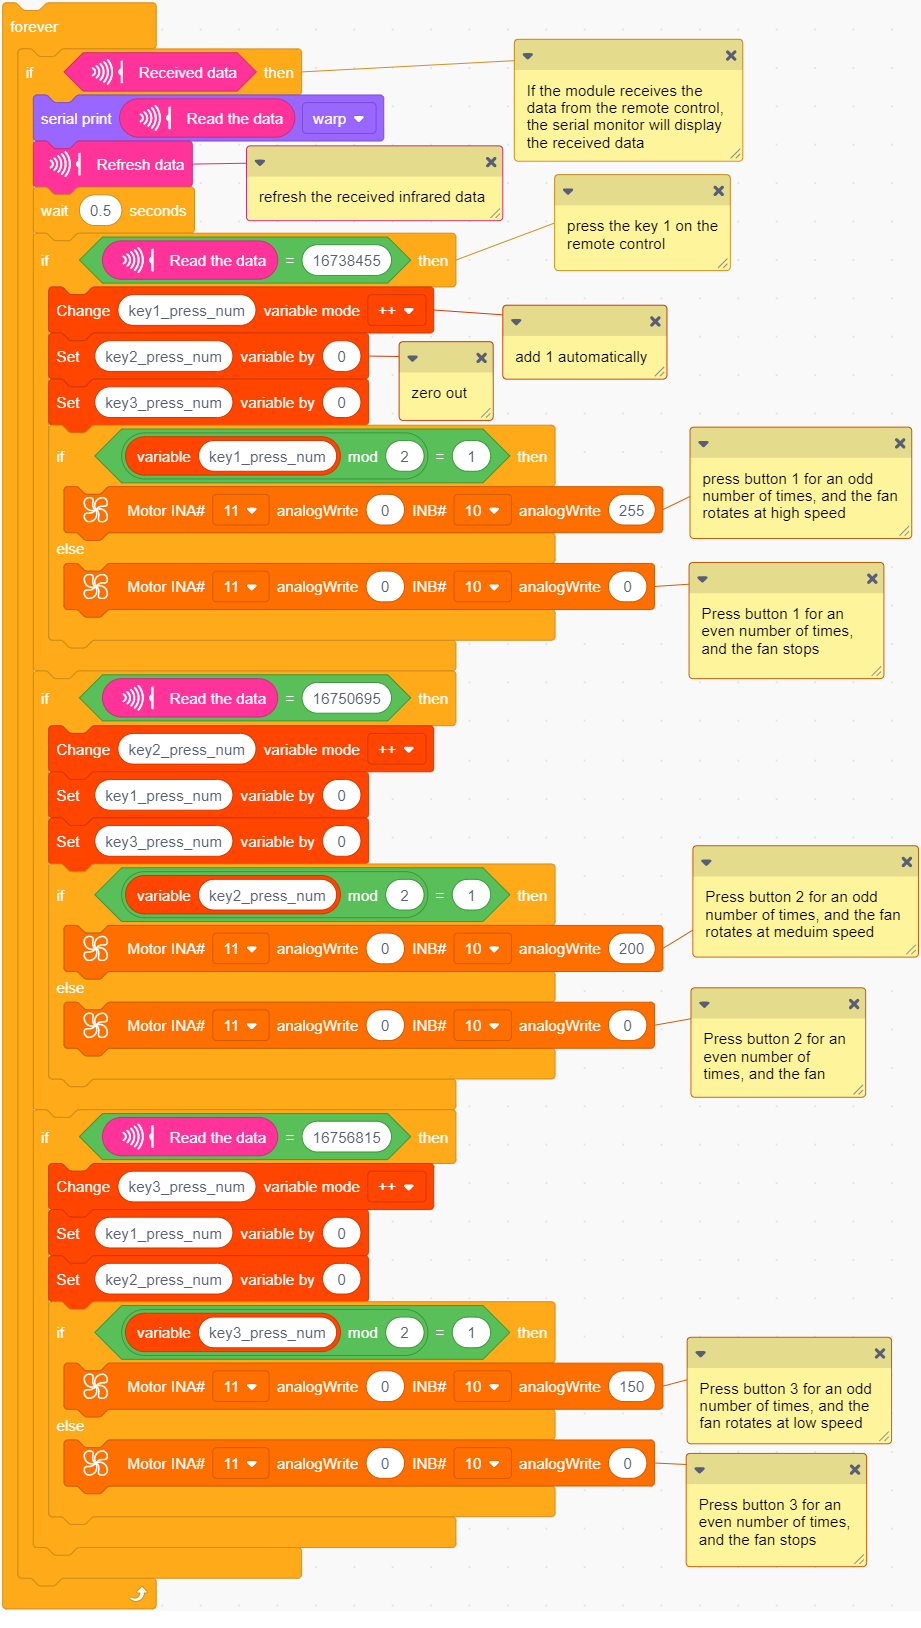 forever
if Received data then
If the module receives the
data from the remote control,
the serial monitor will display
the received data
serial print Read the data warp
Refresh data
refresh the received infrared data
wait 0.5 seconds
press the key 1 on the
remote control
if Read the data = 16738455 then
Change key1_press_num variable mode ++
add 1 automatically
Set key2_press_num variable by 0
zero out
Set key3_press_num variable by 0
if variable key1_press_num mod 2 = 1 then
press button 1 for an odd
number of times, and the fan
rotates at high speed
Motor INA# 11 analogWrite 0 INB# 10 analogWrite 255
else
Motor INA# 11 analogWrite 0 INB# 10 analogWrite 0
Press button 1 for an
even number of times,
and the fan stops
if Read the data = 16750695 then
Change key2_press_num variable mode ++
Set key1_press_num variable by 0
Set key3_press_num variable by 0
if variable key2_press_num mod 2 = 1 then
Press button 2 for an odd
number of times, and the fan
rotates at meduim speed
Motor INA# 11 analogWrite 0 INB# 10 analogWrite 200
else
Motor INA# 11 analogWrite 0 INB# 10 analogWrite 0
Press button 2 for an
even number of
times, and the fan
if Read the data = 16756815 then
Change key3_press_num variable mode ++
Set key1_press_num variable by 0
Set key2_press_num variable by 0
if variable key3_press_num mod 2 = 1 then
Press button 3 for an odd
number of times, and the
fan rotates at low speed
Motor INA# 11 analogWrite 0 INB# 10 analogWrite 150
else
Motor INA# 11 analogWrite 0 INB# 10 analogWrite 0
Press button 3 for an
even number of times,
and the fan stops